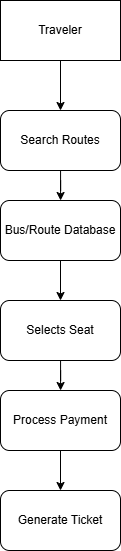 Traveler
Search Routes
Bus/Route Database
Selects Seat
Process Payment
Generate Ticket